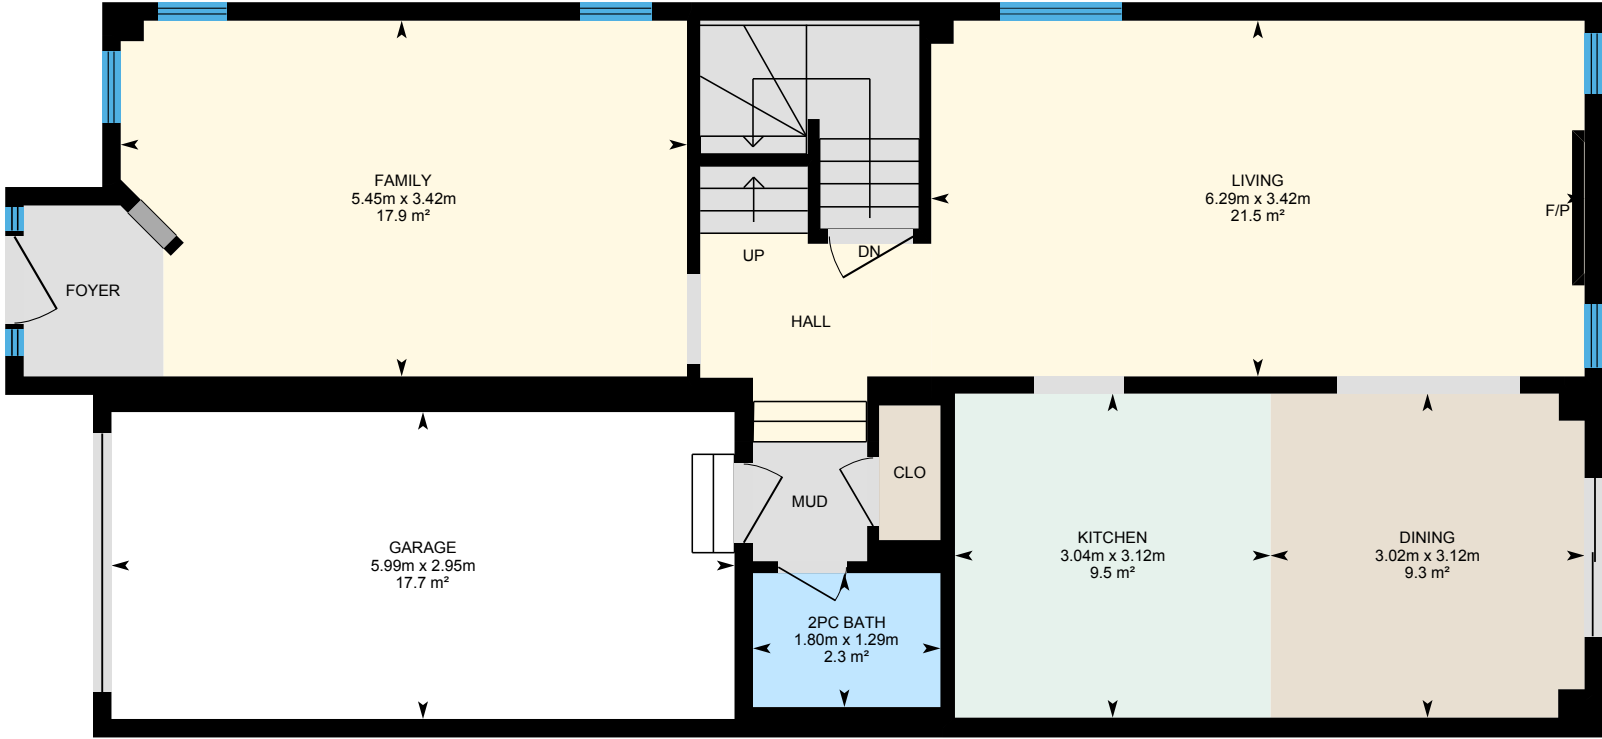 FAMILY
5.45m x 3.42m
17.9 m²
LIVING
6.29m x 3.42m
21.5 m²
F/P
UP
DN
FOYER
HALL
CLO
MUD
GARAGE
5.99m x 2.95m
17.7 m²
KITCHEN
3.04m x 3.12m
9.5 m²
DINING
3.02m x 3.12m
9.3 m²
2PC BATH
1.80m x 1.29m
2.3 m²